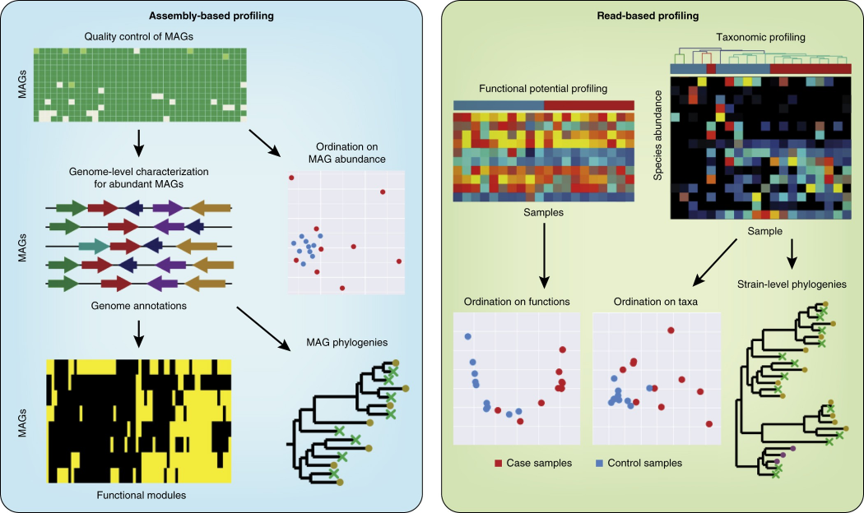 Assembly-based profiling
Quality control of MAGs
MAGs
Genome-level characterization
for abundant MAGs
Ordination on
MAG abundance
MAGs
Genome annotations
MAG phylogenies
MAGs
Functional modules
Read-based profiling
Taxonomic profiling
Functional potential profiling
Species abundance
Samples
Sample
Strain-level phylogenies
Ordination on functions
Ordination on taxa
Case samples
Control samples